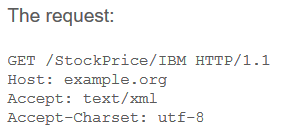 The request:
GET /StockPrice/IBM HTTP/1.1
Host: example.org
Accept: text/xml
Accept-Charset: utf-8